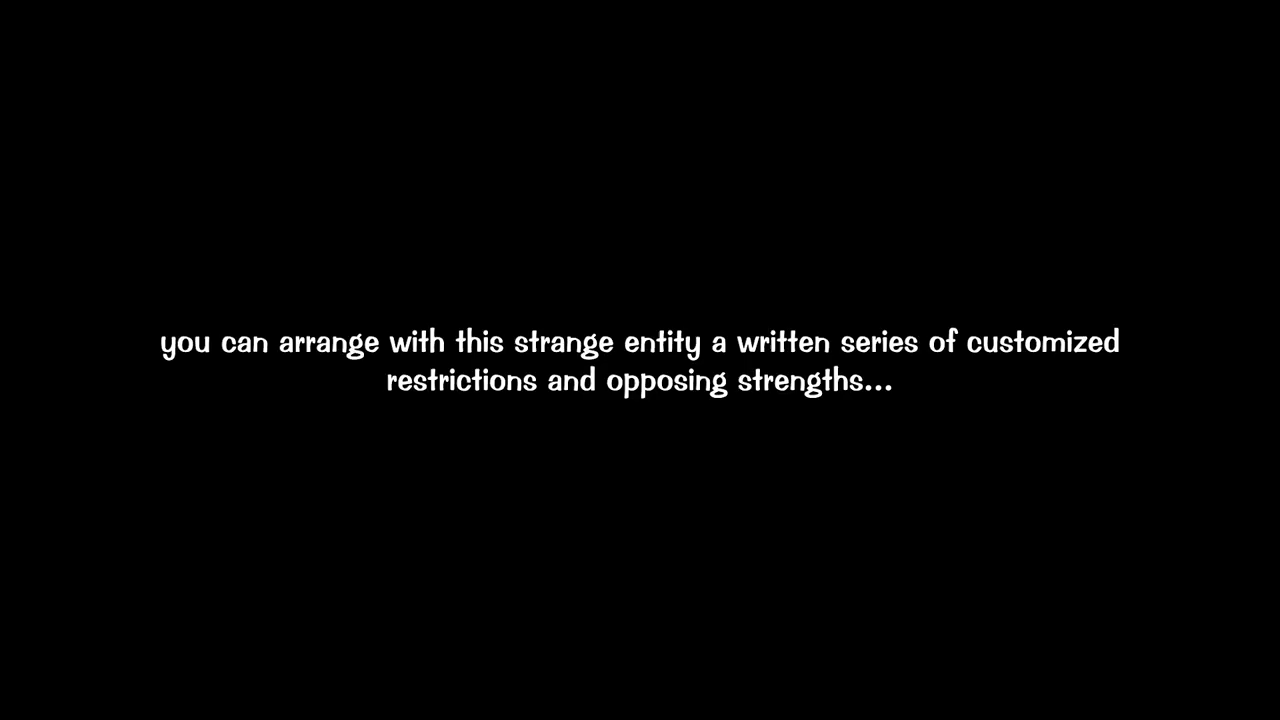 you can arrange with this strange entity a written series of customized
restrictions and opposing strengths...